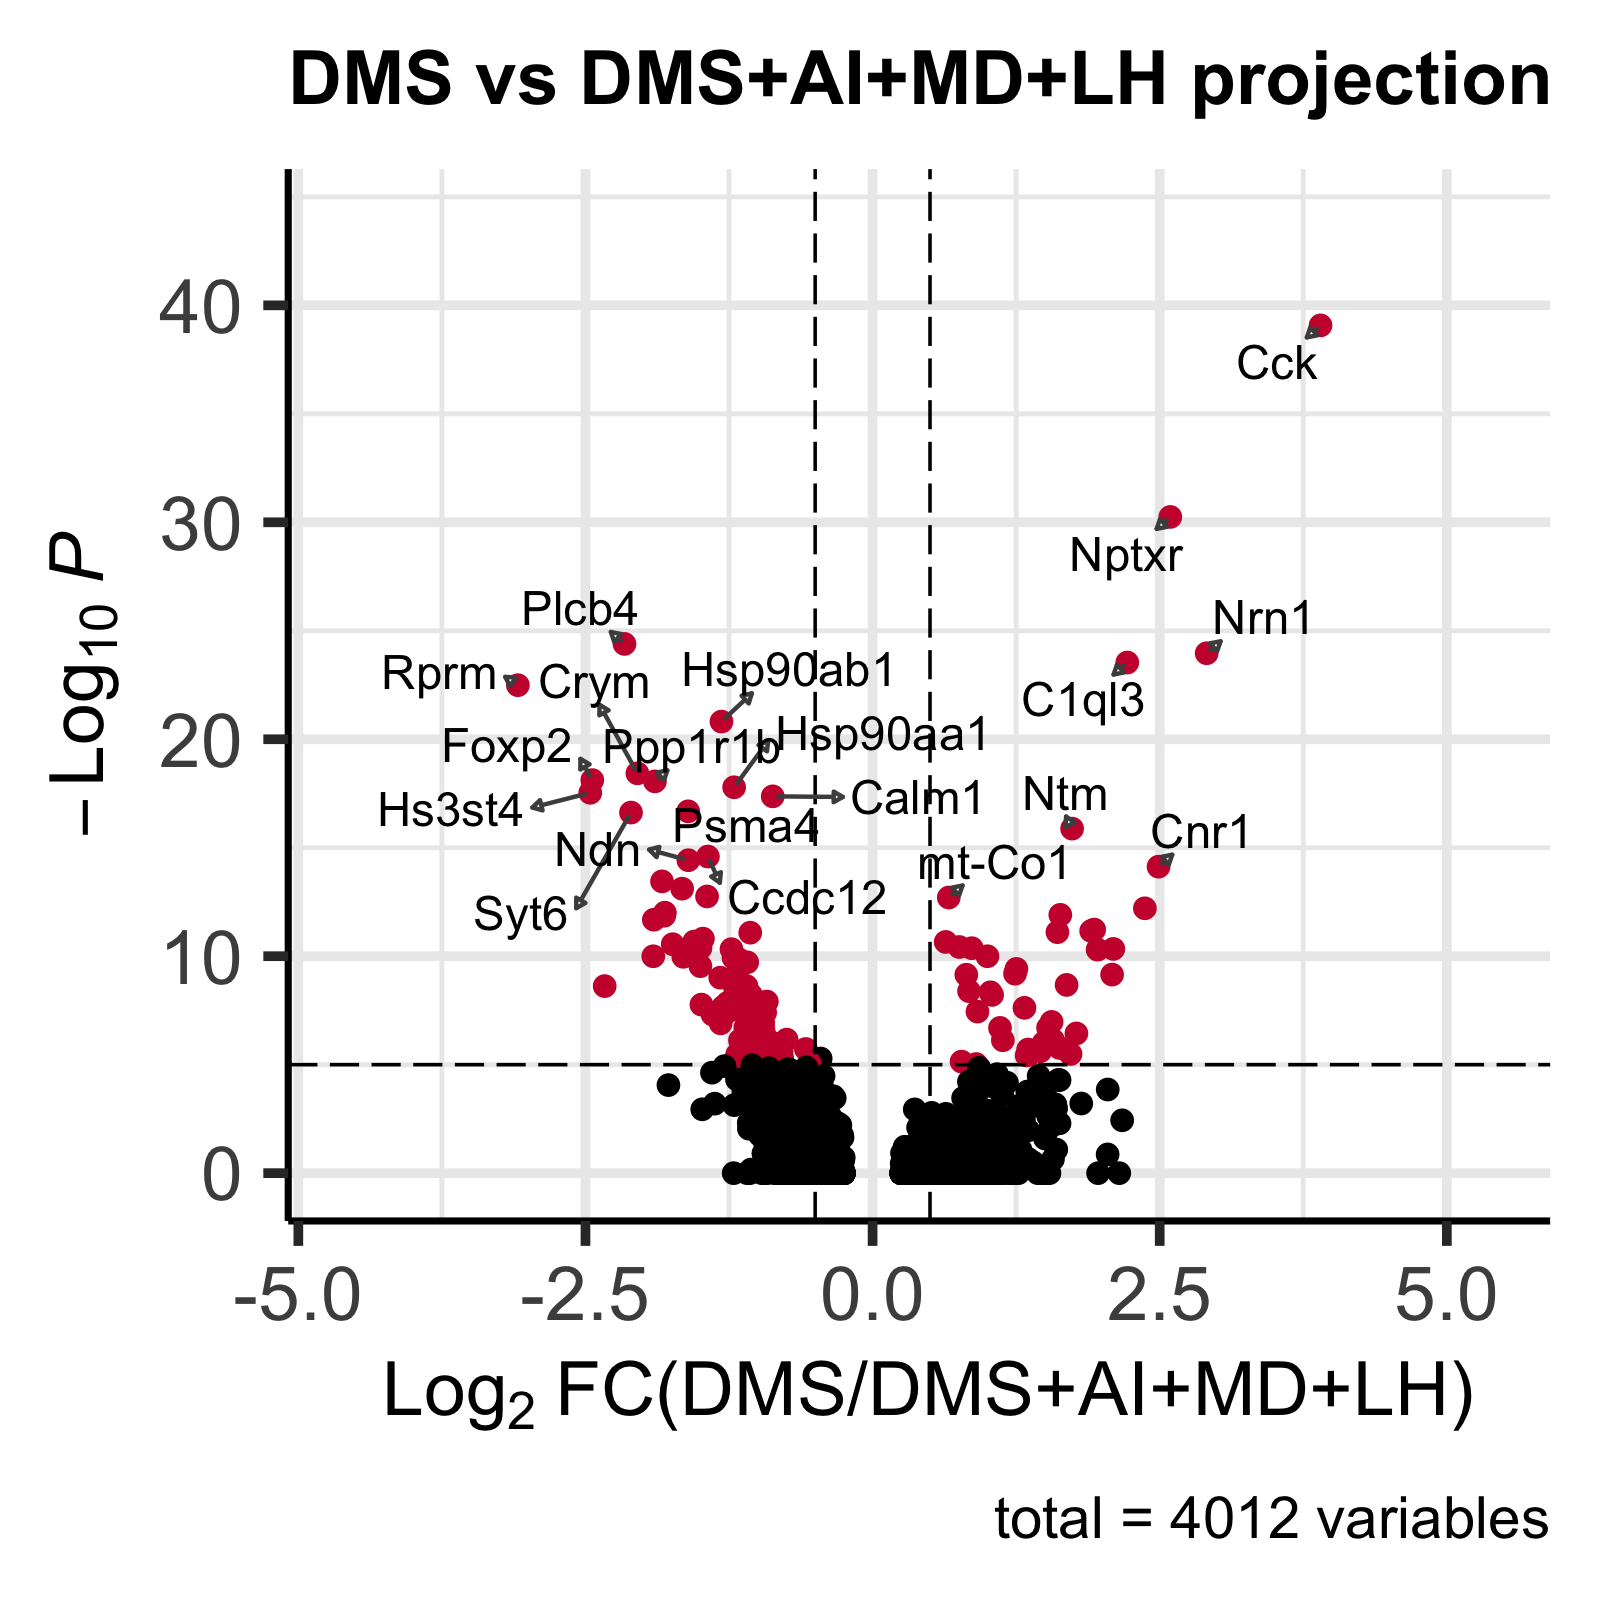 DMS vs DMS+AI+MD+LH projection
40
Cck
30
Nptxr
Plcb4
Nrn1
Rprm
Crym
Hsp90ab1
C1ql3
20
Foxp2
Ppp1r1b
Hsp90aa1
Hs3st4
Calm1
Ntm
Psma4
Cnr1
Ndn
mt-Co1
Ccdc12
Syt6
10
0
−Log10 P
-5.0 -2.5 0.0 2.5 5.0
Log2 FC(DMS/DMS+AI+MD+LH)
total = 4012 variables